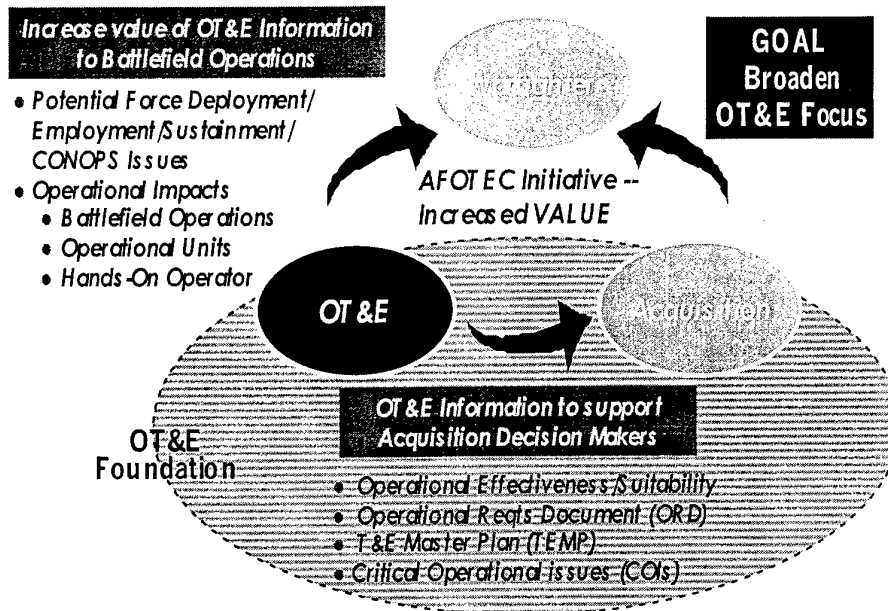 Increase value of OT&E Information
to Battlefield Operations
• Potential Force Deployment/
Employment/Sustainment/
CONOPS Issues
• Operational Impacts
• Battlefield Operations
• Operational Units
• Hands-On Operator
Warfighter
GOAL
Broaden
OT&E Focus
AFOTEC Initiative --
Increased VALUE
OT&E
Acquisition
OT&E Information to support
Acquisition Decision Makers
OT&E
Foundation
• Operational Effectiveness/Suitability
• Operational Reqts Document (ORD)
• T&E Master Plan (TEMP)
• Critical Operational issues (COIs)